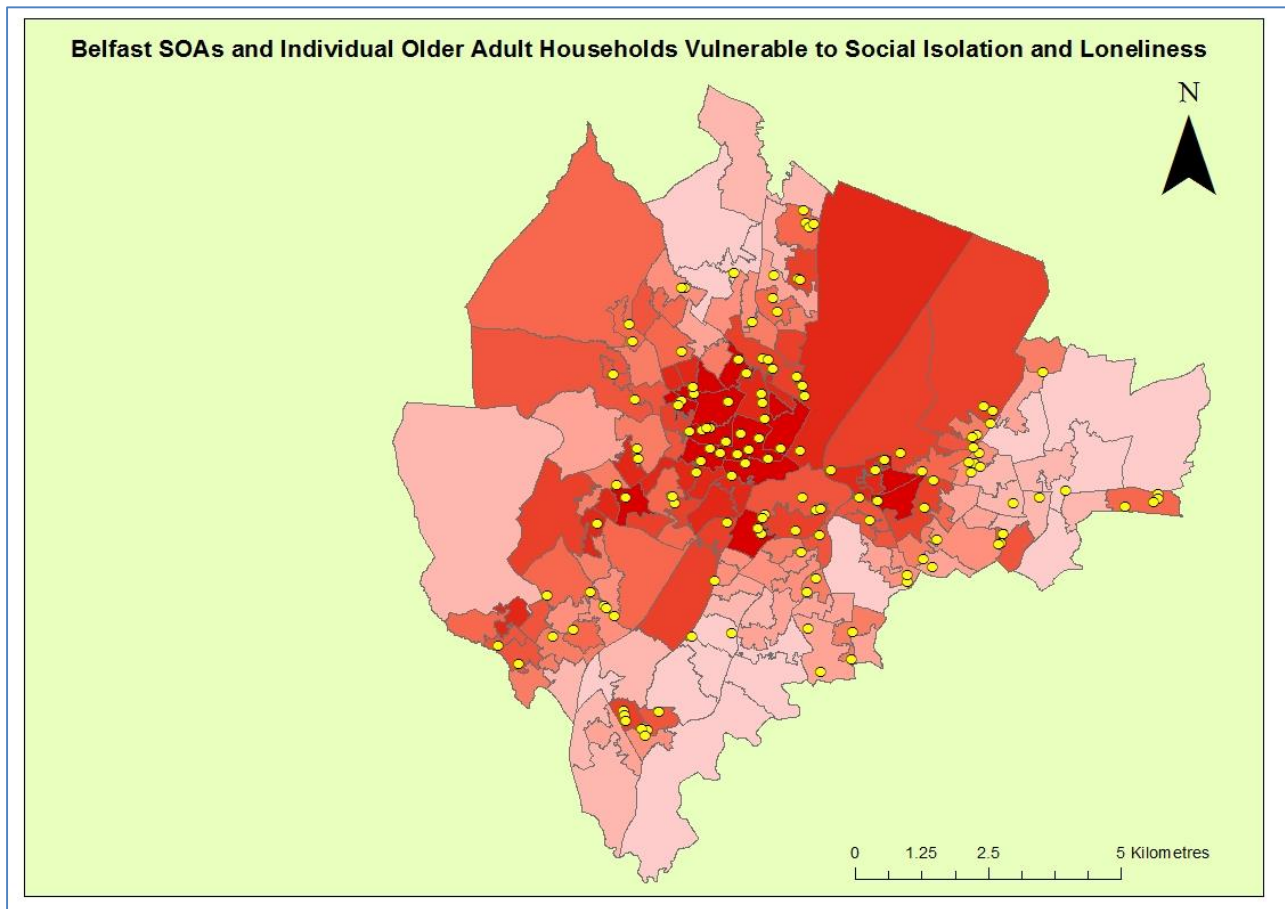 Belfast SOAs and Individual Older Adult Households Vulnerable to Social Isolation and Loneliness
N
0 1.25 2.5 5 Kilometres